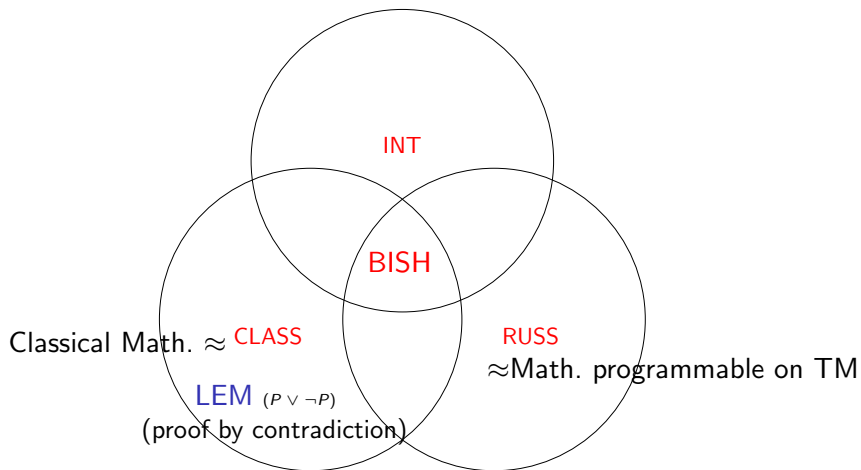 INT
BISH
Classical Math. ≈ CLASS
RUSS
≈Math. programmable on TM
LEM (P ∨ ¬P)
(proof by contradiction)